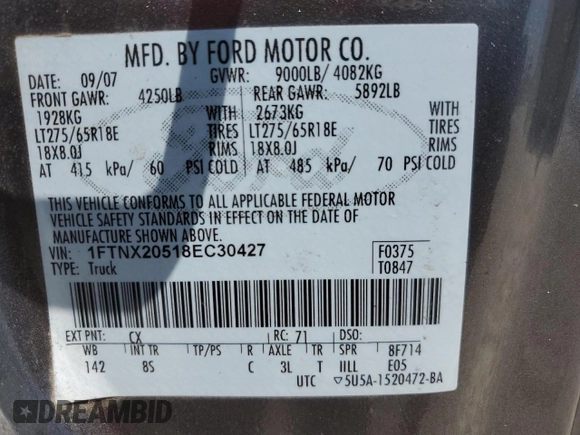 MFD. BY FORD MOTOR CO.
DATE: 09/07 GVWR: 9000LB/ 4082KG
FRONT GAWR: 4250LB REAR GAWR: 5892LB
1928KG WITH 2673KG WITH
LT275/65R18E TIRES LT275/65R18E TIRES
18X8.0J RIMS 18X8.0J RIMS
AT 415 kPa/ 60 PSI COLD AT 485 kPa/ 70 PSI COLD
THIS VEHICLE CONFORMS TO ALL APPLICABLE FEDERAL MOTOR
VEHICLE SAFETY STANDARDS IN EFFECT ON THE DATE OF
MANUFACTURE SHOWN ABOVE.
VIN: 1FTNX20518EC30427 F0375
TYPE: Truck T0847
EXT PNT: CX RC: 71 DSO:
WB INT TR TP/PS R AXLE TR SPR 8F714
142 8S C 3L T IILL E05
UTC ▽5U5A-1520472-BA
DREAMBID